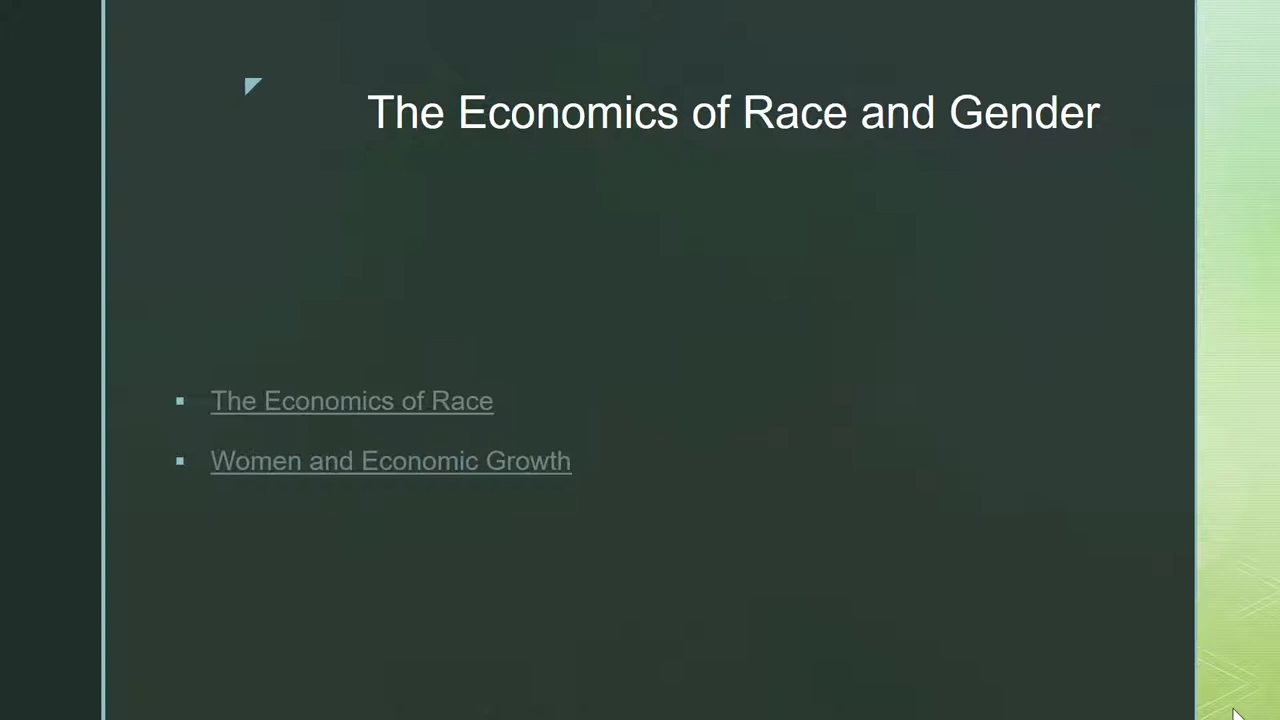 The Economics of Race and Gender
▪ The Economics of Race
▪ Women and Economic Growth